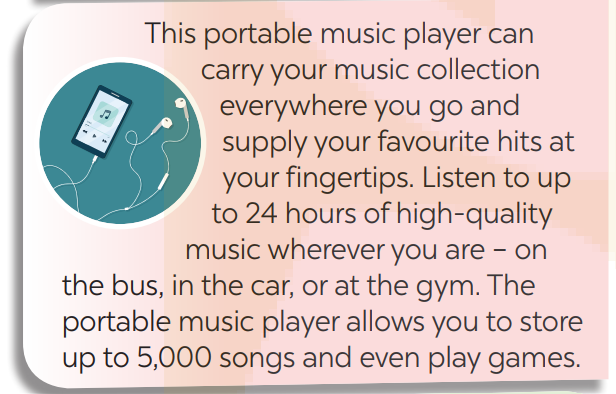 This portable music player can
carry your music collection
everywhere you go and
supply your favourite hits at
your fingertips. Listen to up
to 24 hours of high-quality
music wherever you are – on
the bus, in the car, or at the gym. The
portable music player allows you to store
up to 5,000 songs and even play games.